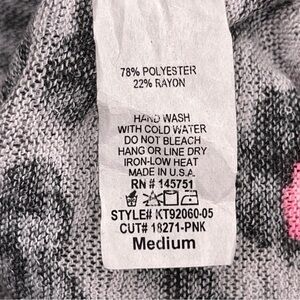 78% POLYESTER
22% RAYON
HAND WASH
WITH COLD WATER
DO NOT BLEACH
HANG OR LINE DRY
IRON-LOW HEAT
MADE IN U.S.A.
RN # 145751
STYLE# KT92060-05
CUT# 18271-PNK
Medium